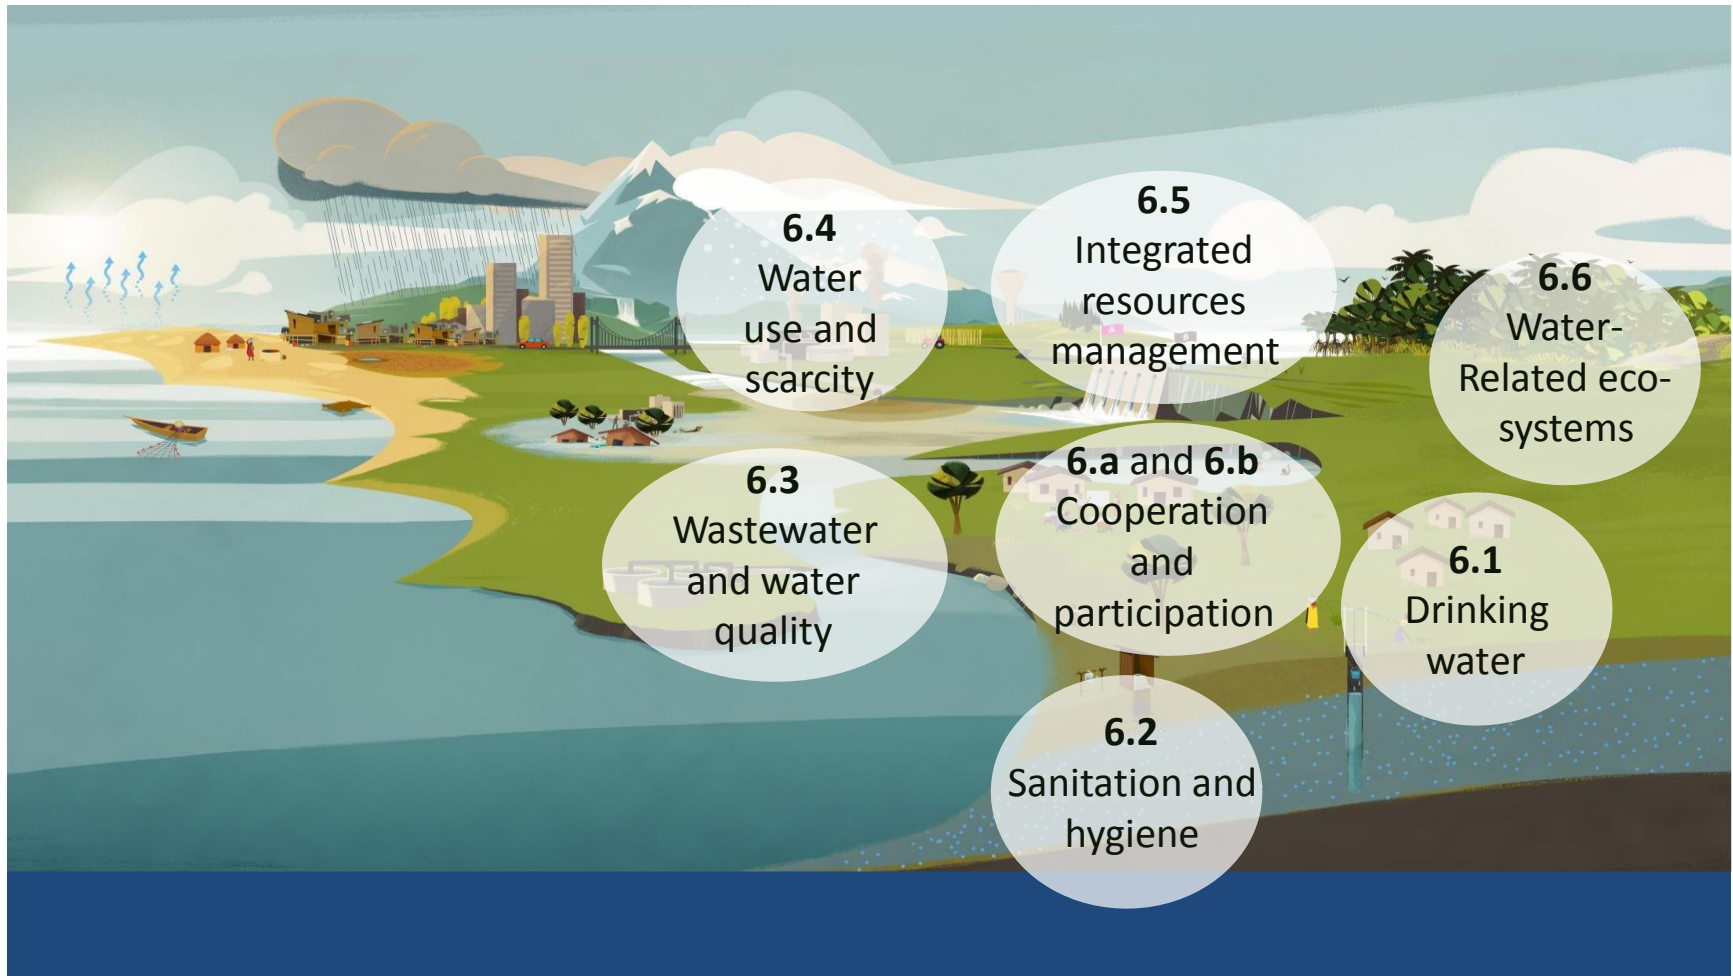 6.4
Water
use and
scarcity
6.5
Integrated
resources
management
6.6
Water-
Related eco-
systems
6.3
Wastewater
and water
quality
6.a and 6.b
Cooperation
and
participation
6.1
Drinking
water
6.2
Sanitation and
hygiene
A
B